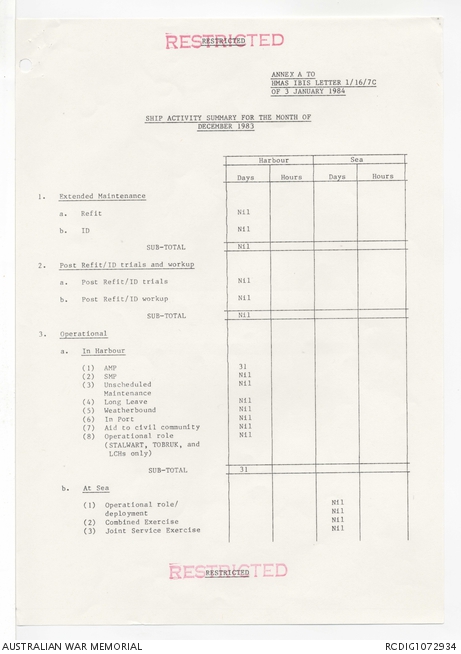 RESTRICTED
RESTRICTED
ANNEX A TO
HMAS IBIS LETTER 1/16/7C
OF 3 JANUARY 1984
SHIP ACTIVITY SUMMARY FOR THE MONTH OF
DECEMBER 1983
Harbour Sea
Days Hours Days Hours
1. Extended Maintenance
a. Refit Nil
b. ID Nil
SUB-TOTAL Nil
2. Post Refit/ID trials and workup
a. Post Refit/ID trials Nil
b. Post Refit/ID workup Nil
SUB-TOTAL Nil
3. Operational
a. In Harbour
(1) AMP 31
(2) SMP Nil
(3) Unscheduled Nil
Maintenance
(4) Long Leave Nil
(5) Weatherbound Nil
(6) In Port Nil
(7) Aid to civil community Nil
(8) Operational role Nil
(STALWART, TOBRUK, and
LCHs only)
SUB-TOTAL 31
b. At Sea
(1) Operational role/ Nil
deployment Nil
(2) Combined Exercise Nil
(3) Joint Service Exercise Nil
RESTRICTED
RESTRICTED
AUSTRALIAN WAR MEMORIAL RCDIG1072934